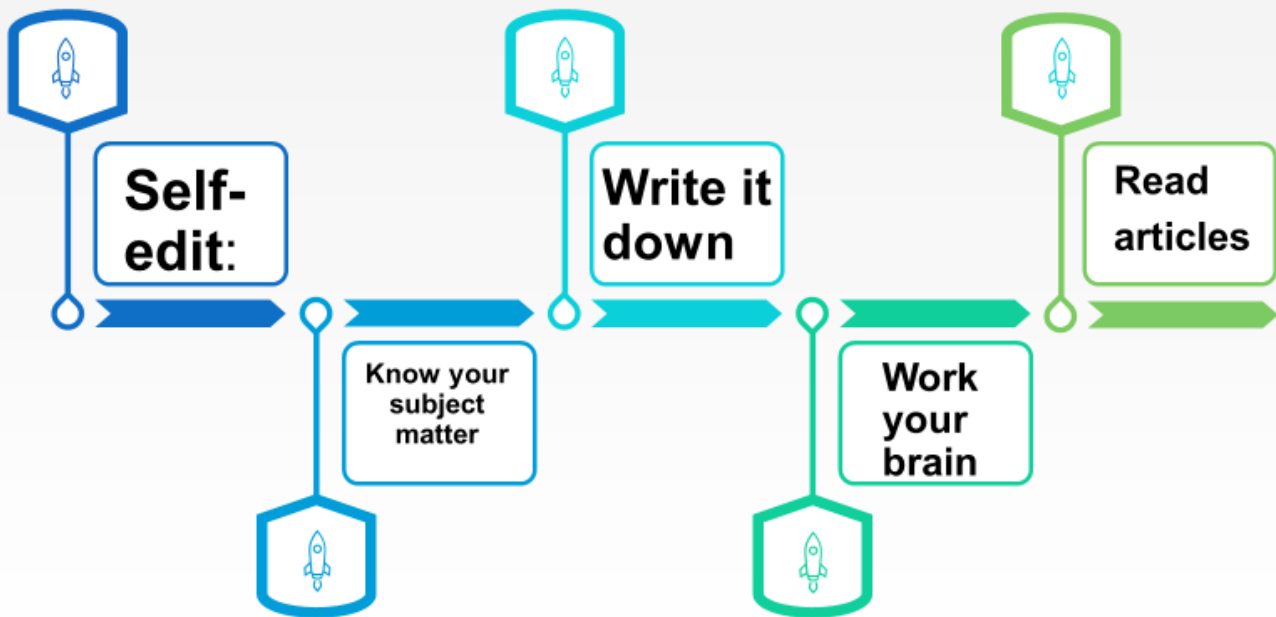 Self-
edit:
Know your
subject
matter
Write it
down
Work
your
brain
Read
articles